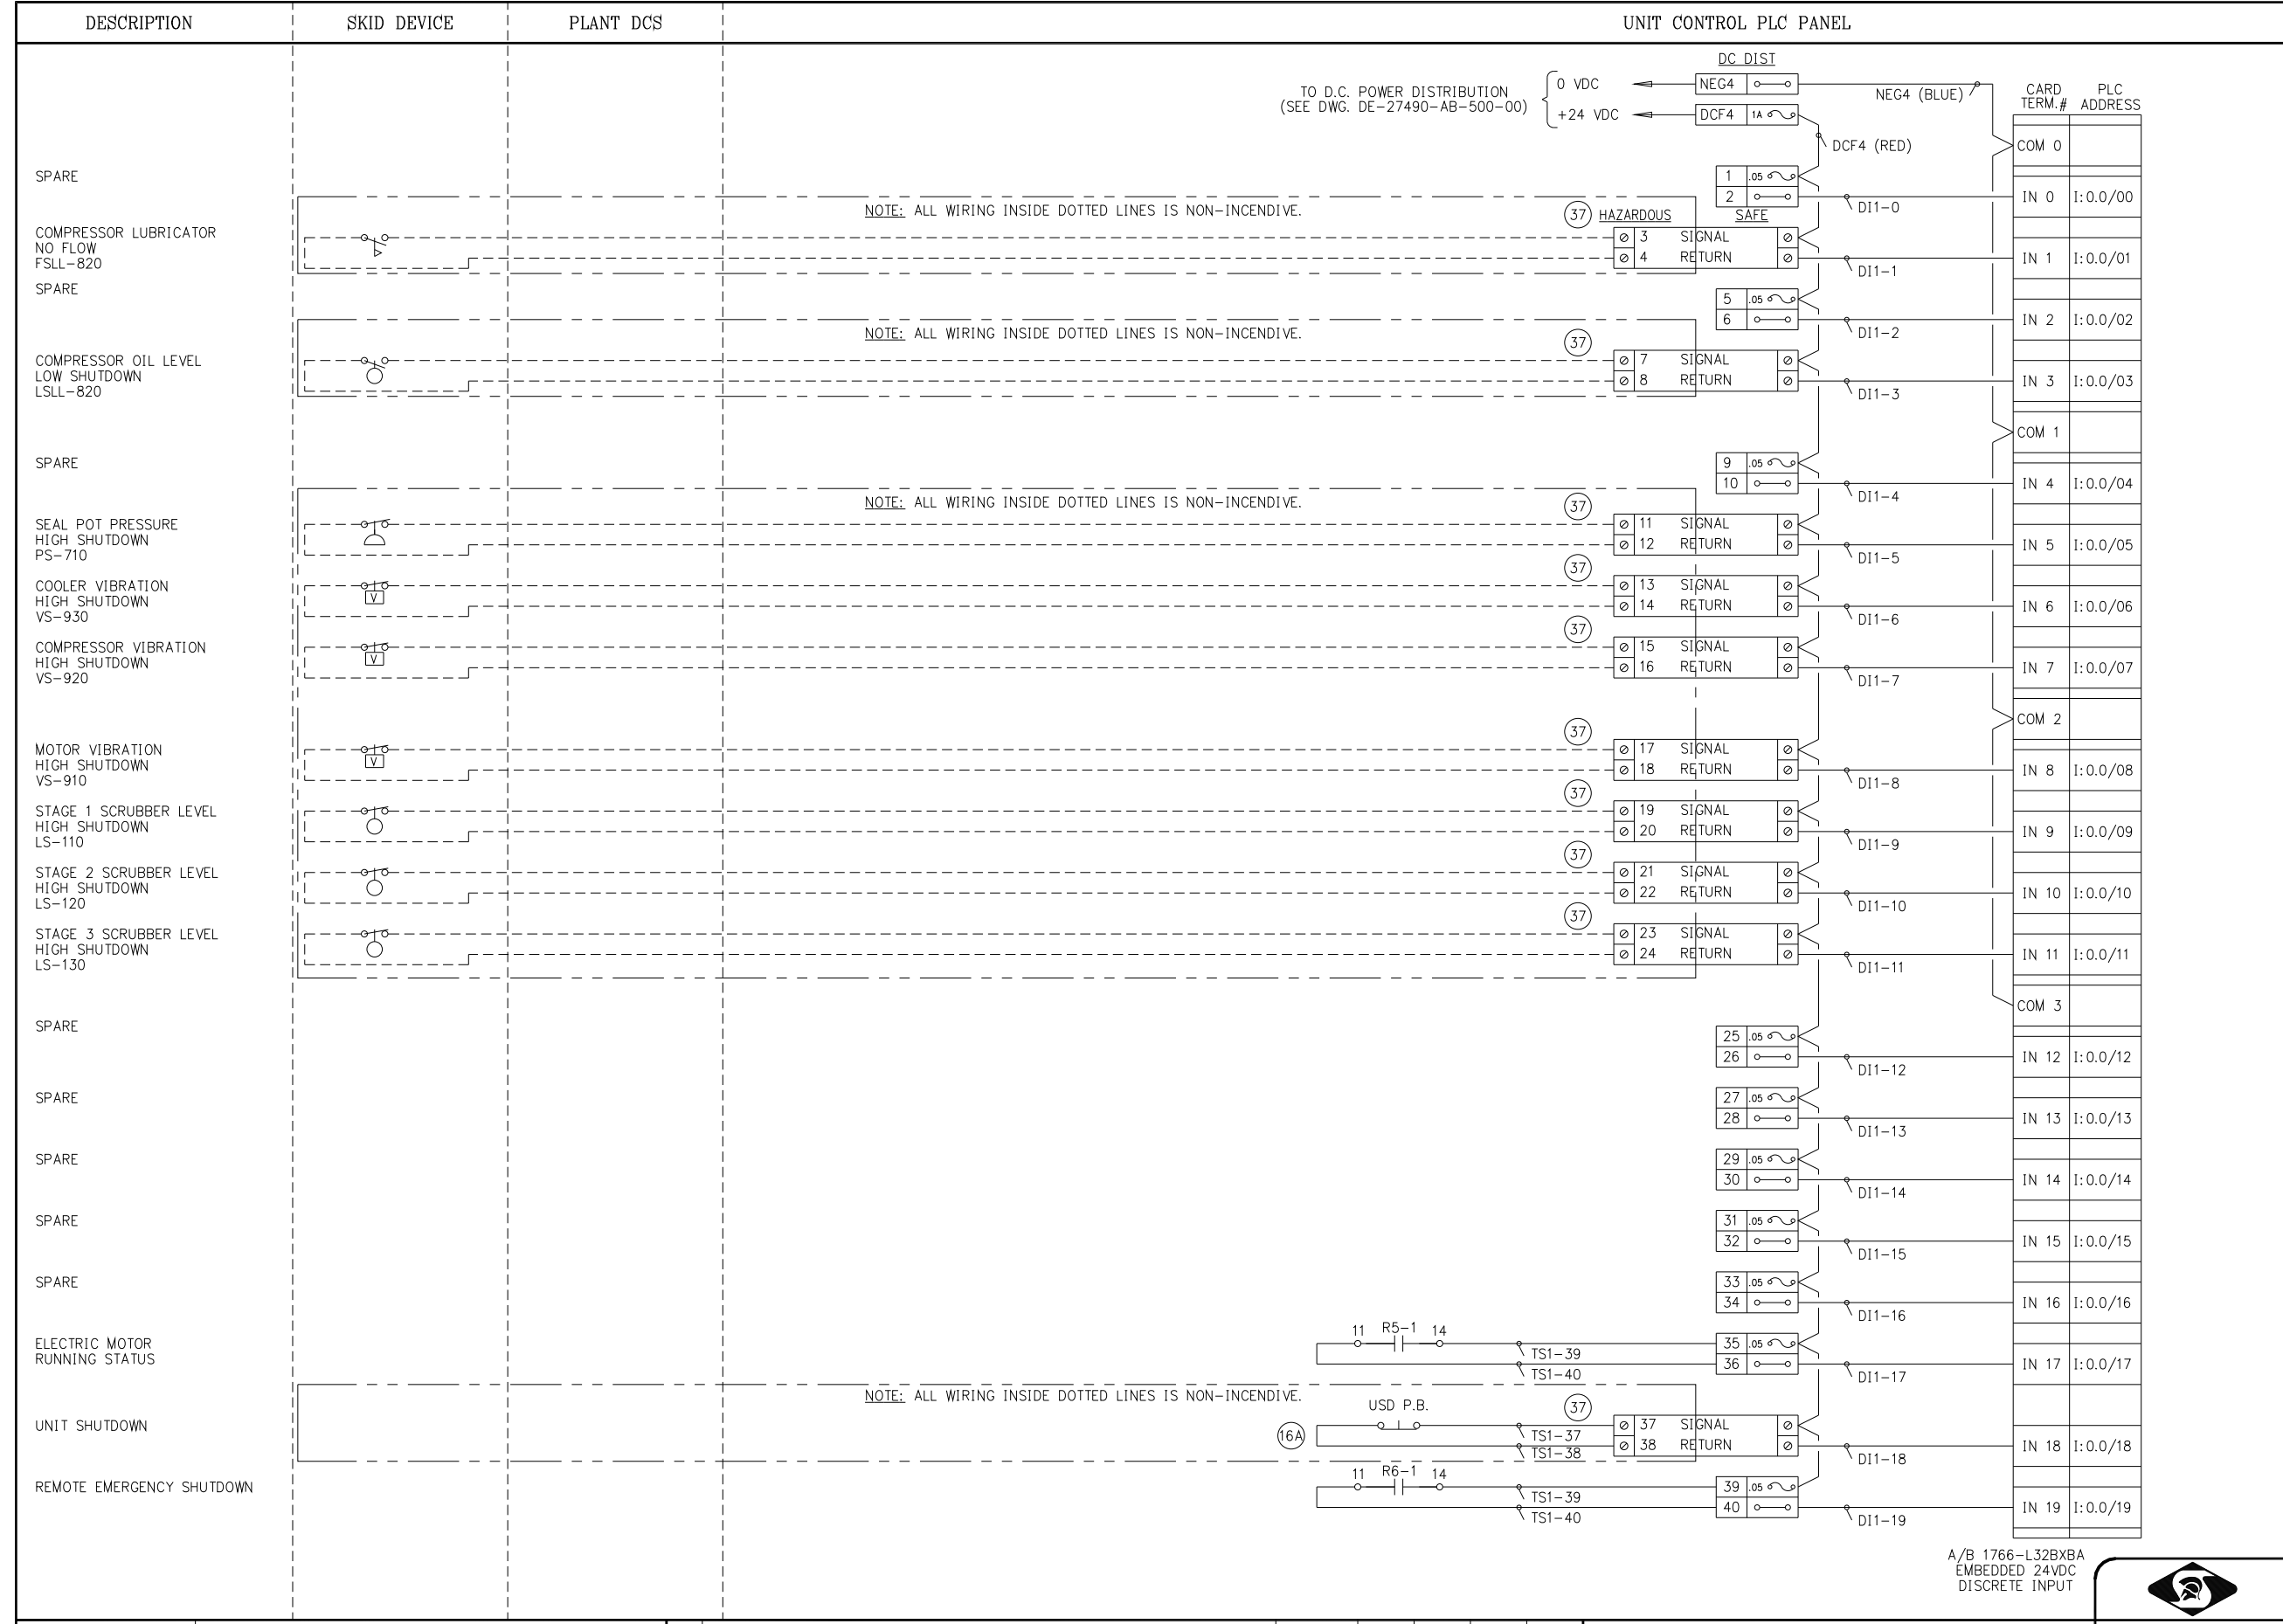 DESCRIPTION SKID DEVICE PLANT DCS UNIT CONTROL PLC PANEL
DC DIST
TO D.C. POWER DISTRIBUTION
(SEE DWG. DE-27490-AB-500-00)
0 VDC NEG4
+24 VDC DCF4 1A
NEG4 (BLUE)
DCF4 (RED)
CARD TERM.# PLC ADDRESS
COM 0
SPARE
1 .05
2 DI1-0 IN 0 I:0.0/00
NOTE: ALL WIRING INSIDE DOTTED LINES IS NON-INCENDIVE.
37 HAZARDOUS SAFE
COMPRESSOR LUBRICATOR
NO FLOW
FSLL-820
3 SIGNAL
4 RETURN DI1-1 IN 1 I:0.0/01
SPARE
5 .05
6 DI1-2 IN 2 I:0.0/02
NOTE: ALL WIRING INSIDE DOTTED LINES IS NON-INCENDIVE.
37
COMPRESSOR OIL LEVEL
LOW SHUTDOWN
LSLL-820
7 SIGNAL
8 RETURN DI1-3 IN 3 I:0.0/03
COM 1
SPARE
9 .05
10 DI1-4 IN 4 I:0.0/04
NOTE: ALL WIRING INSIDE DOTTED LINES IS NON-INCENDIVE.
37
SEAL POT PRESSURE
HIGH SHUTDOWN
PS-710
11 SIGNAL
12 RETURN DI1-5 IN 5 I:0.0/05
37
COOLER VIBRATION
HIGH SHUTDOWN
VS-930
V
13 SIGNAL
14 RETURN DI1-6 IN 6 I:0.0/06
37
COMPRESSOR VIBRATION
HIGH SHUTDOWN
VS-920
V
15 SIGNAL
16 RETURN DI1-7 IN 7 I:0.0/07
COM 2
37
MOTOR VIBRATION
HIGH SHUTDOWN
VS-910
V
17 SIGNAL
18 RETURN DI1-8 IN 8 I:0.0/08
37
STAGE 1 SCRUBBER LEVEL
HIGH SHUTDOWN
LS-110
19 SIGNAL
20 RETURN DI1-9 IN 9 I:0.0/09
37
STAGE 2 SCRUBBER LEVEL
HIGH SHUTDOWN
LS-120
21 SIGNAL
22 RETURN DI1-10 IN 10 I:0.0/10
37
STAGE 3 SCRUBBER LEVEL
HIGH SHUTDOWN
LS-130
23 SIGNAL
24 RETURN DI1-11 IN 11 I:0.0/11
COM 3
SPARE
25 .05
26 DI1-12 IN 12 I:0.0/12
SPARE
27 .05
28 DI1-13 IN 13 I:0.0/13
SPARE
29 .05
30 DI1-14 IN 14 I:0.0/14
SPARE
31 .05
32 DI1-15 IN 15 I:0.0/15
SPARE
33 .05
34 DI1-16 IN 16 I:0.0/16
ELECTRIC MOTOR
RUNNING STATUS
11 R5-1 14 TS1-39 35 .05
TS1-40 36 DI1-17 IN 17 I:0.0/17
NOTE: ALL WIRING INSIDE DOTTED LINES IS NON-INCENDIVE.
UNIT SHUTDOWN
16A USD P.B. 37
TS1-37 37 SIGNAL
TS1-38 38 RETURN DI1-18 IN 18 I:0.0/18
REMOTE EMERGENCY SHUTDOWN
11 R6-1 14 TS1-39 39 .05
TS1-40 40 DI1-19 IN 19 I:0.0/19
A/B 1766-L32BXBA
EMBEDDED 24VDC
DISCRETE INPUT